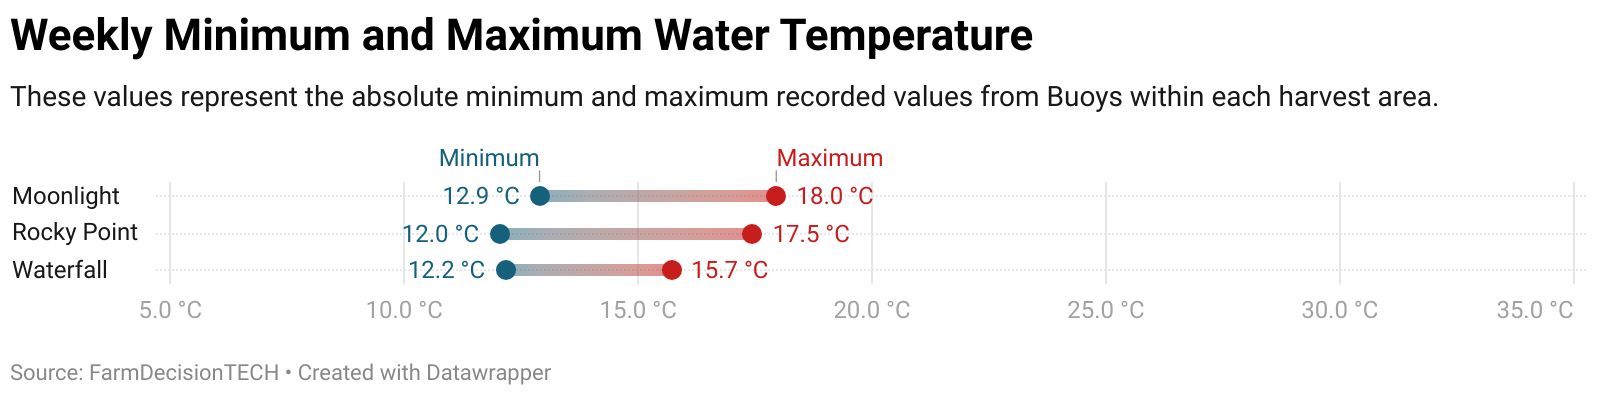 Weekly Minimum and Maximum Water Temperature
These values represent the absolute minimum and maximum recorded values from Buoys within each harvest area.
Minimum Maximum
Moonlight 12.9 °C 18.0 °C
Rocky Point 12.0 °C 17.5 °C
Waterfall 12.2 °C 15.7 °C
5.0 °C 10.0 °C 15.0 °C 20.0 °C 25.0 °C 30.0 °C 35.0 °C
Source: FarmDecisionTECH • Created with Datawrapper